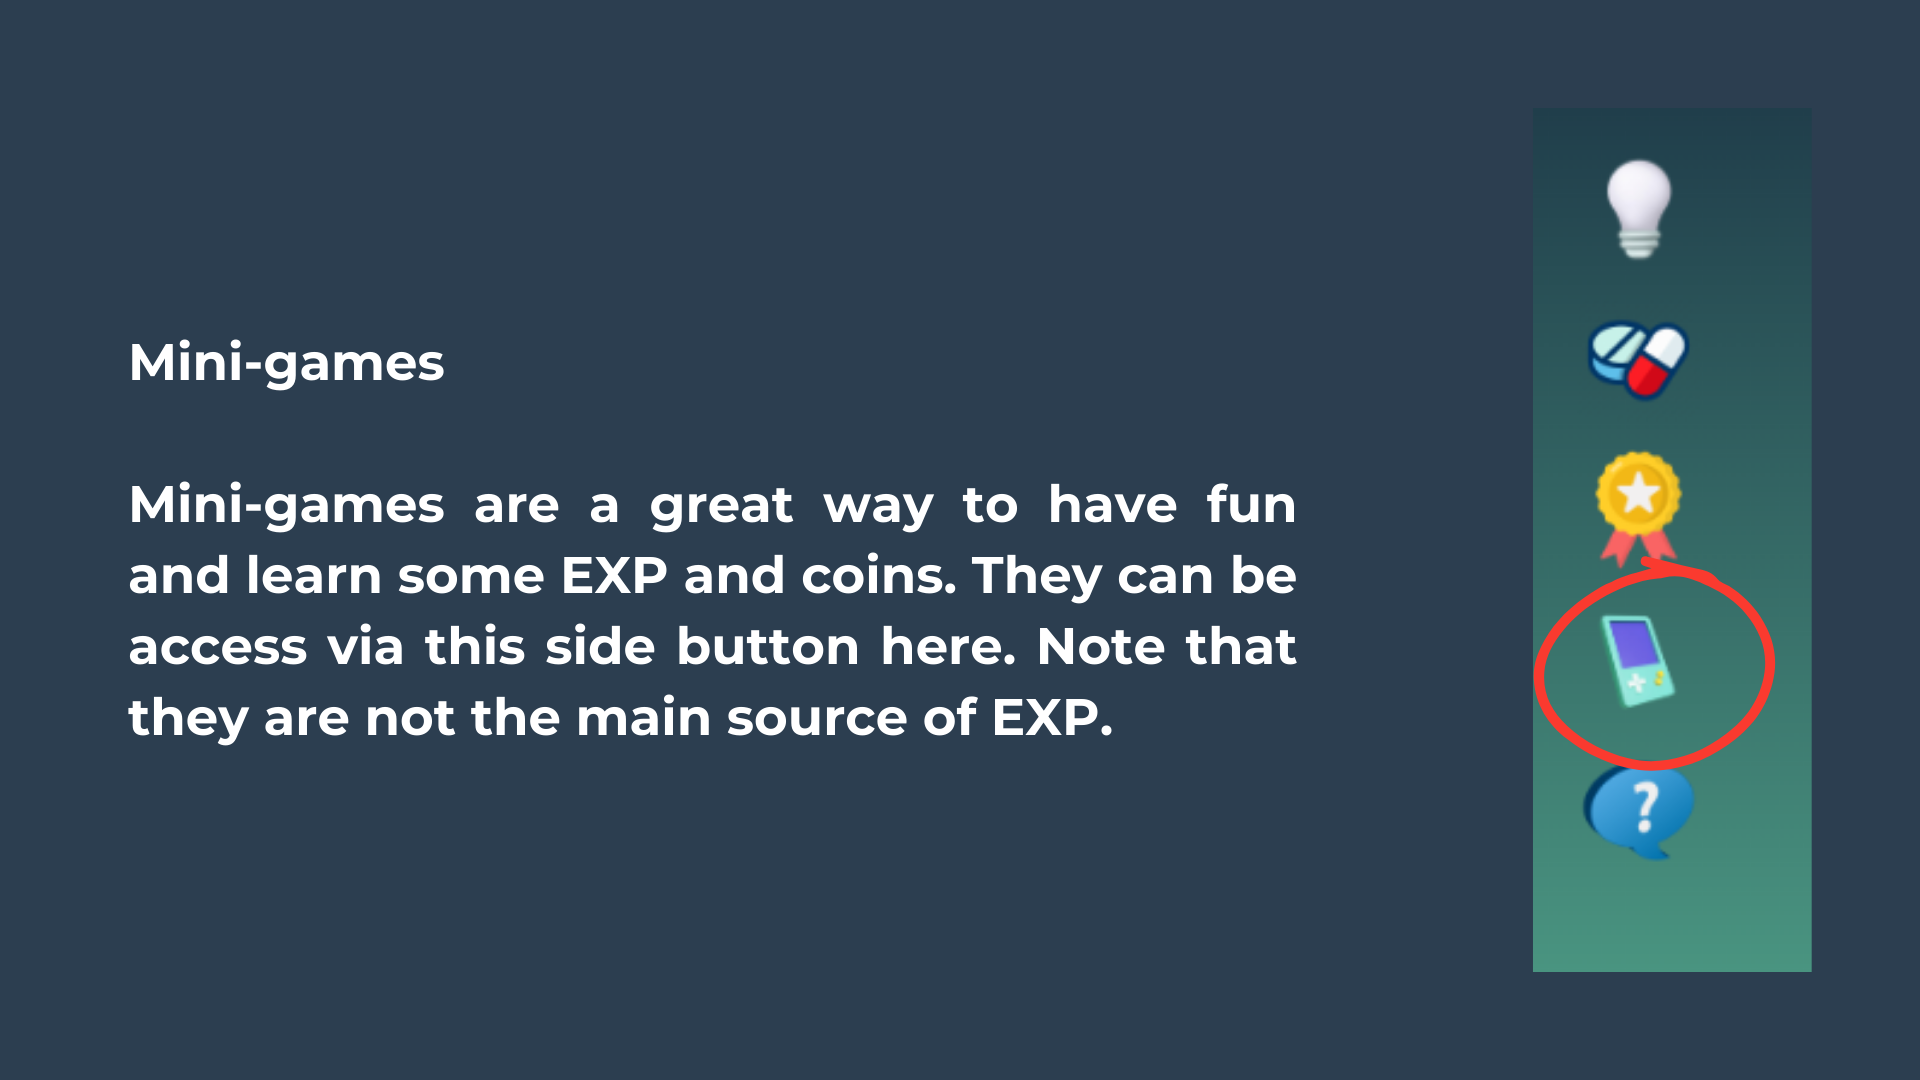 Mini-games
Mini-games are a great way to have fun
and learn some EXP and coins. They can be
access via this side button here. Note that
they are not the main source of EXP.
?